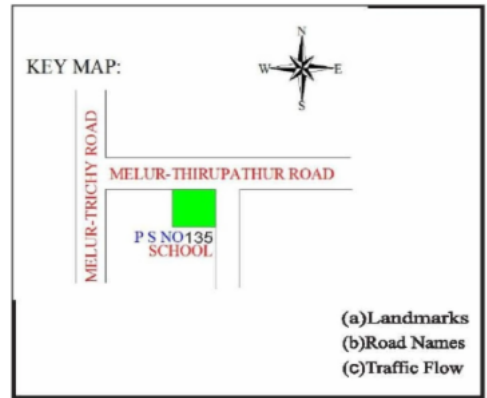 N
KEY MAP:
W E
S
MELUR-TRICHY ROAD
MELUR-THIRUPATHUR ROAD
P S NO135
SCHOOL
(a)Landmarks
(b)Road Names
(c)Traffic Flow